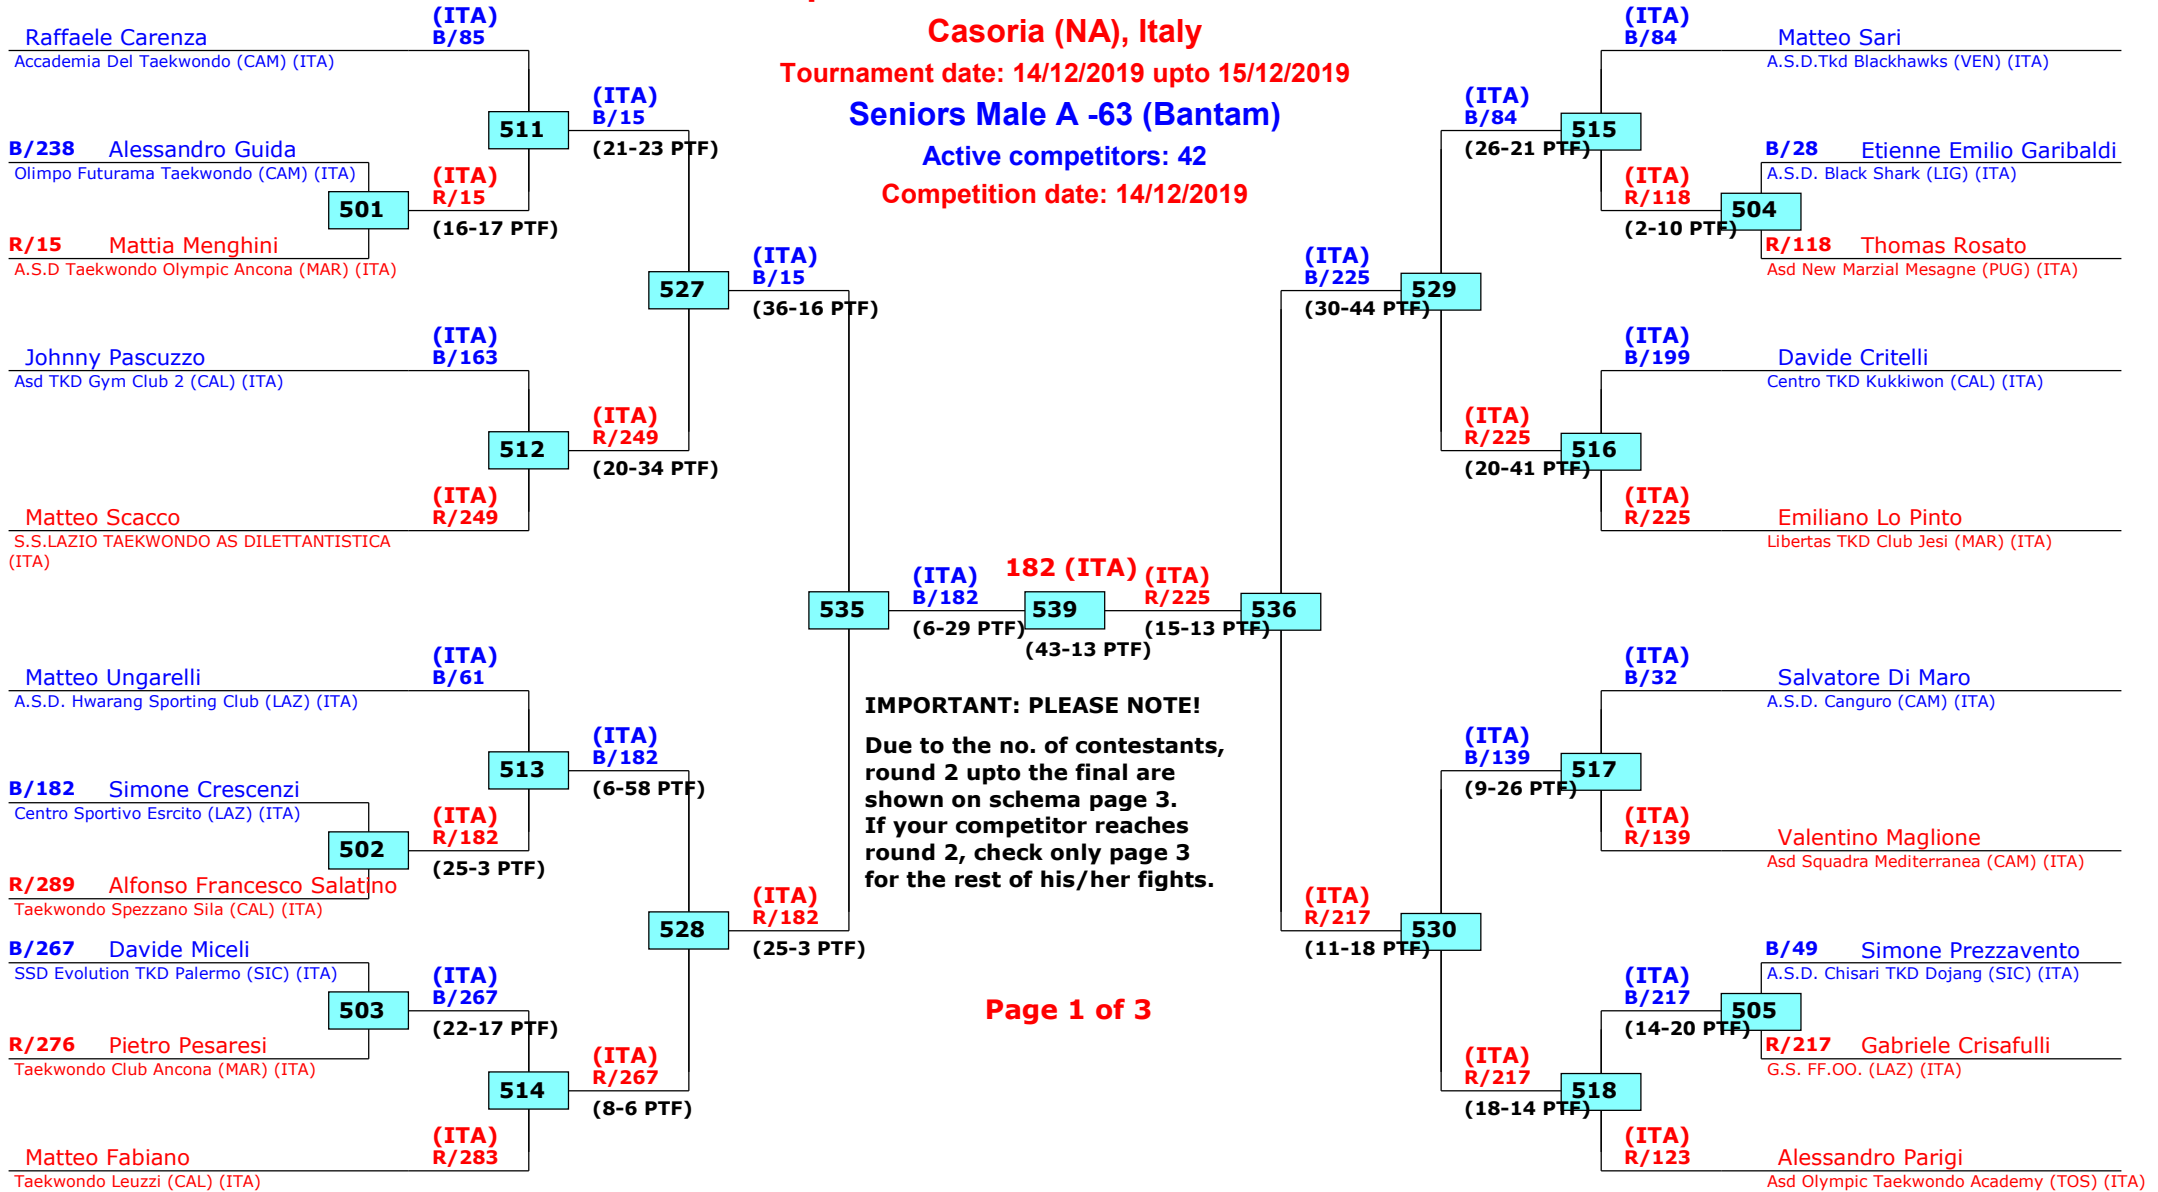 Casoria (NA), Italy
Tournament date: 14/12/2019 upto 15/12/2019
Seniors Male A -63 (Bantam)
Active competitors: 42
Competition date: 14/12/2019
(ITA)
Raffaele Carenza B/85
Accademia Del Taekwondo (CAM) (ITA)
511
(ITA)
B/15
(21-23 PTF)
B/238 Alessandro Guida
Olimpo Futurama Taekwondo (CAM) (ITA)
501
(ITA)
R/15
(16-17 PTF)
R/15 Mattia Menghini
A.S.D Taekwondo Olympic Ancona (MAR) (ITA)
527
(ITA)
B/15
(36-16 PTF)
(ITA)
Johnny Pascuzzo B/163
Asd TKD Gym Club 2 (CAL) (ITA)
512
(ITA)
R/249
(20-34 PTF)
(ITA)
Matteo Scacco R/249
S.S.LAZIO TAEKWONDO AS DILETTANTISTICA
(ITA)
535
(ITA)
B/182
(6-29 PTF)
182 (ITA)
539
(43-13 PTF)
(ITA)
R/225
(15-13 PTF)
536
(ITA)
Matteo Ungarelli B/61
A.S.D. Hwarang Sporting Club (LAZ) (ITA)
513
(ITA)
B/182
(6-58 PTF)
B/182 Simone Crescenzi
Centro Sportivo Esrcito (LAZ) (ITA)
502
(ITA)
R/182
(25-3 PTF)
R/289 Alfonso Francesco Salatino
Taekwondo Spezzano Sila (CAL) (ITA)
528
(ITA)
R/182
(25-3 PTF)
B/267 Davide Miceli
SSD Evolution TKD Palermo (SIC) (ITA)
503
(ITA)
B/267
(22-17 PTF)
R/276 Pietro Pesaresi
Taekwondo Club Ancona (MAR) (ITA)
514
(ITA)
R/267
(8-6 PTF)
(ITA)
Matteo Fabiano R/283
Taekwondo Leuzzi (CAL) (ITA)
IMPORTANT: PLEASE NOTE!
Due to the no. of contestants,
round 2 upto the final are
shown on schema page 3.
If your competitor reaches
round 2, check only page 3
for the rest of his/her fights.
Page 1 of 3
(ITA)
B/84 Matteo Sari
A.S.D.Tkd Blackhawks (VEN) (ITA)
(ITA)
B/84
(26-21 PTF)
515
B/28 Etienne Emilio Garibaldi
A.S.D. Black Shark (LIG) (ITA)
(ITA)
R/118
(2-10 PTF)
504
R/118 Thomas Rosato
Asd New Marzial Mesagne (PUG) (ITA)
(ITA)
B/225
(30-44 PTF)
529
(ITA)
B/199 Davide Critelli
Centro TKD Kukkiwon (CAL) (ITA)
(ITA)
R/225
(20-41 PTF)
516
(ITA)
R/225 Emiliano Lo Pinto
Libertas TKD Club Jesi (MAR) (ITA)
(ITA)
B/32 Salvatore Di Maro
A.S.D. Canguro (CAM) (ITA)
(ITA)
B/139
(9-26 PTF)
517
(ITA)
R/139 Valentino Maglione
Asd Squadra Mediterranea (CAM) (ITA)
(ITA)
R/217
(11-18 PTF)
530
B/49 Simone Prezzavento
A.S.D. Chisari TKD Dojang (SIC) (ITA)
(ITA)
B/217
(14-20 PTF)
505
R/217 Gabriele Crisafulli
G.S. FF.OO. (LAZ) (ITA)
(ITA)
R/217
(18-14 PTF)
518
(ITA)
R/123 Alessandro Parigi
Asd Olympic Taekwondo Academy (TOS) (ITA)